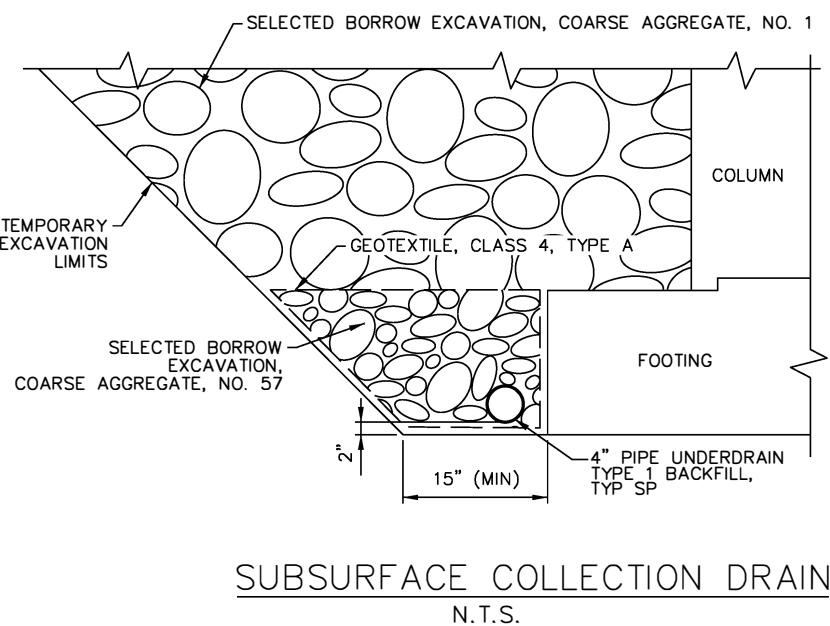 SELECTED BORROW EXCAVATION, COARSE AGGREGATE, NO. 1
COLUMN
TEMPORARY
EXCAVATION
LIMITS
GEOTEXTILE, CLASS 4, TYPE A
SELECTED BORROW
EXCAVATION,
COARSE AGGREGATE, NO. 57
FOOTING
2"
15" (MIN)
4" PIPE UNDERDRAIN
TYPE 1 BACKFILL,
TYP SP
SUBSURFACE COLLECTION DRAIN
N.T.S.